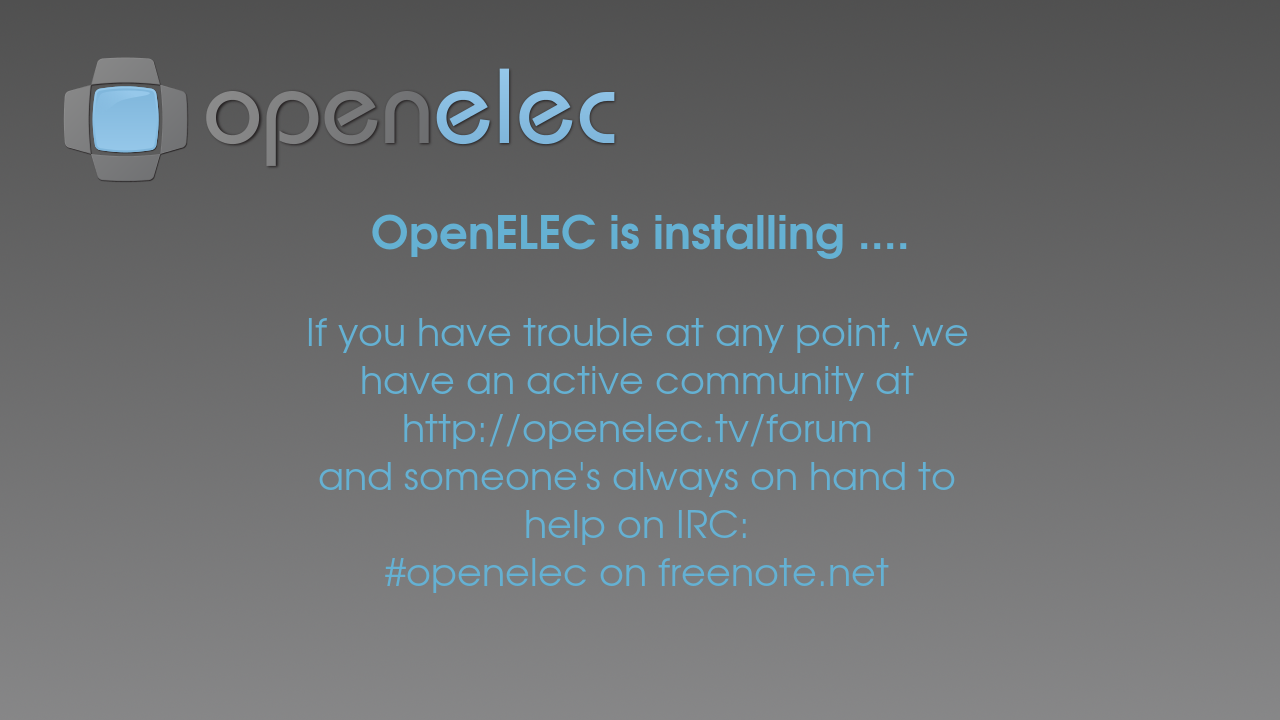 openelec
OpenELEC is installing ....
If you have trouble at any point, we
have an active community at
http://openelec.tv/forum
and someone's always on hand to
help on IRC:
#openelec on freenote.net